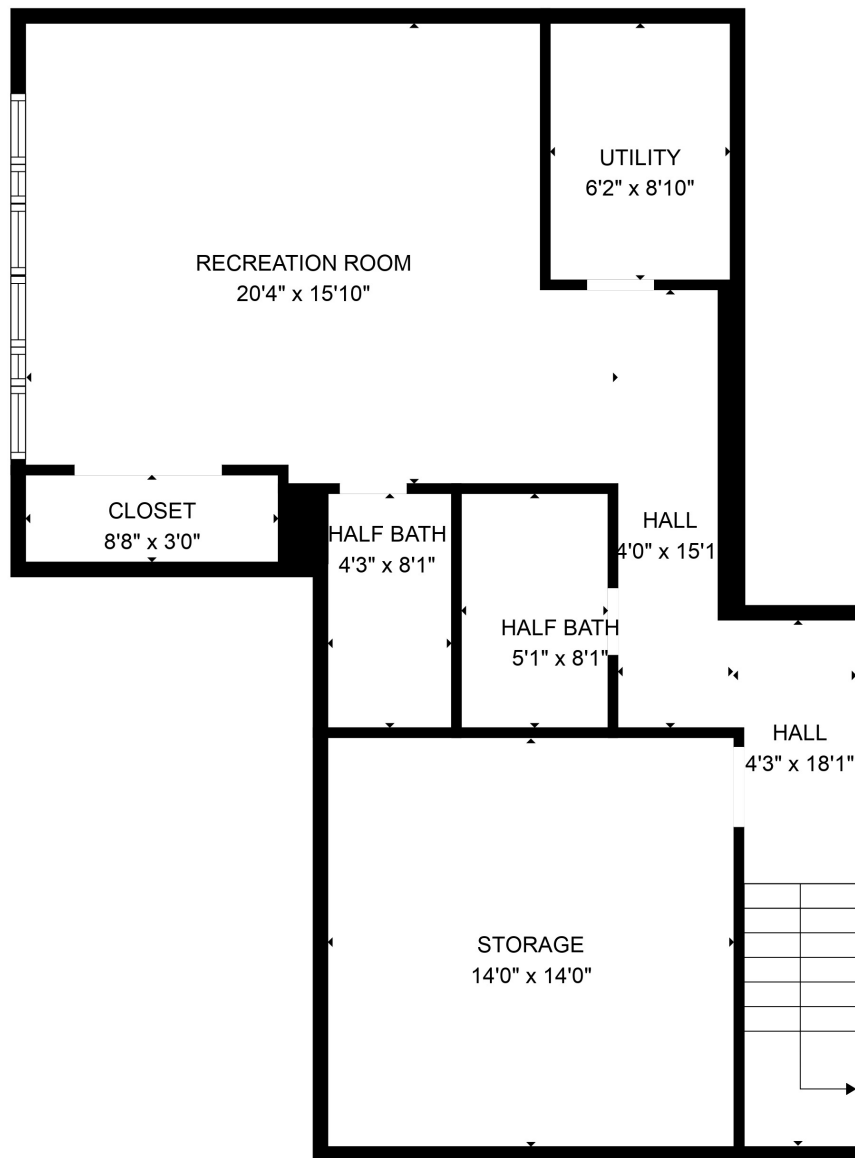 UTILITY
6'2" x 8'10"
RECREATION ROOM
20'4" x 15'10"
CLOSET
8'8" x 3'0"
HALF BATH
4'3" x 8'1"
HALL
4'0" x 15'1
HALF BATH
5'1" x 8'1"
HALL
4'3" x 18'1"
STORAGE
14'0" x 14'0"